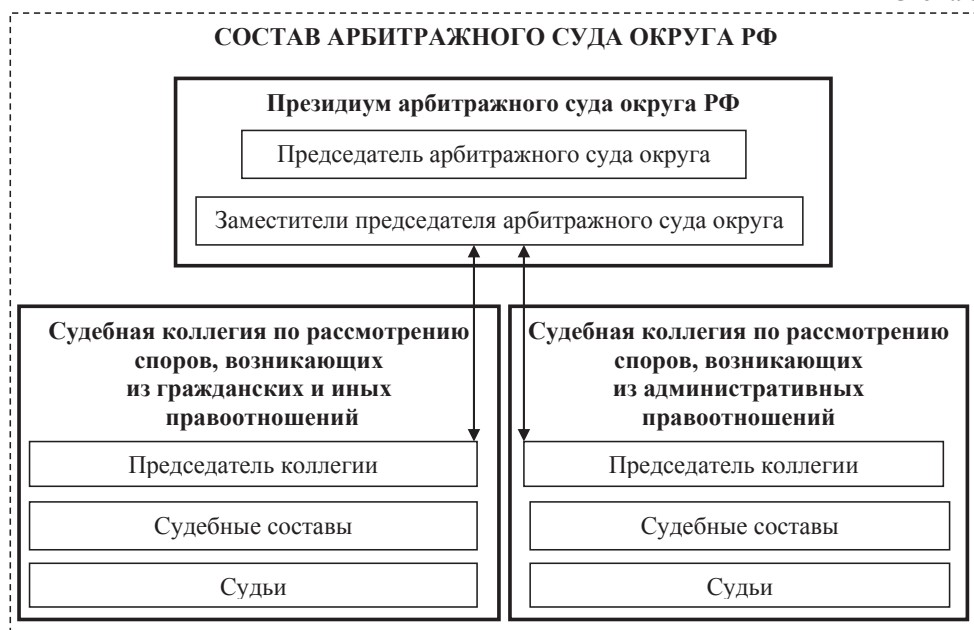 СОСТАВ АРБИТРАЖНОГО СУДА ОКРУГА РФ
Президиум арбитражного суда округа РФ
Председатель арбитражного суда округа
Заместители председателя арбитражного суда округа
Судебная коллегия по рассмотрению
споров, возникающих
из гражданских и иных
правоотношений
Председатель коллегии
Судебные составы
Судьи
Судебная коллегия по рассмотрению
споров, возникающих
из административных
правоотношений
Председатель коллегии
Судебные составы
Судьи